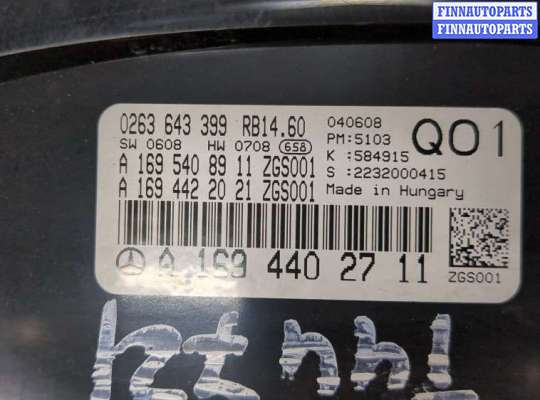 FINNAUTOPARTS
FINNAUTOPARTS
FINNAUTOPARTS
0263 643 399 RB14.60
SW 0608 HW 0708 658
A 169 540 89 11 ZGS001
A 169 442 20 21 ZGS001
040608
PM:5103
K :584915
S :2232000415
Made in Hungary
Q01
A 169 440 27 11
ZGS001